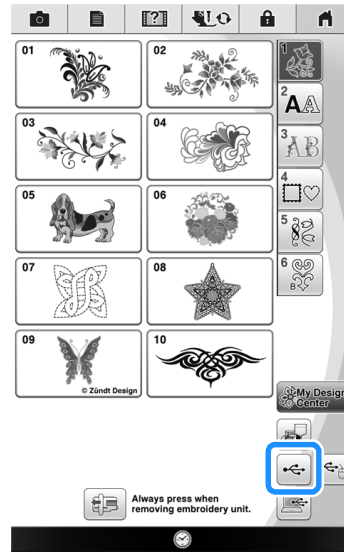 01
02
03
04
05
06
07
08
09
10
© Zündt Design
1
2
AA
3
AB
4
5
6
B
My Design
Center
Always press when
removing embroidery unit.